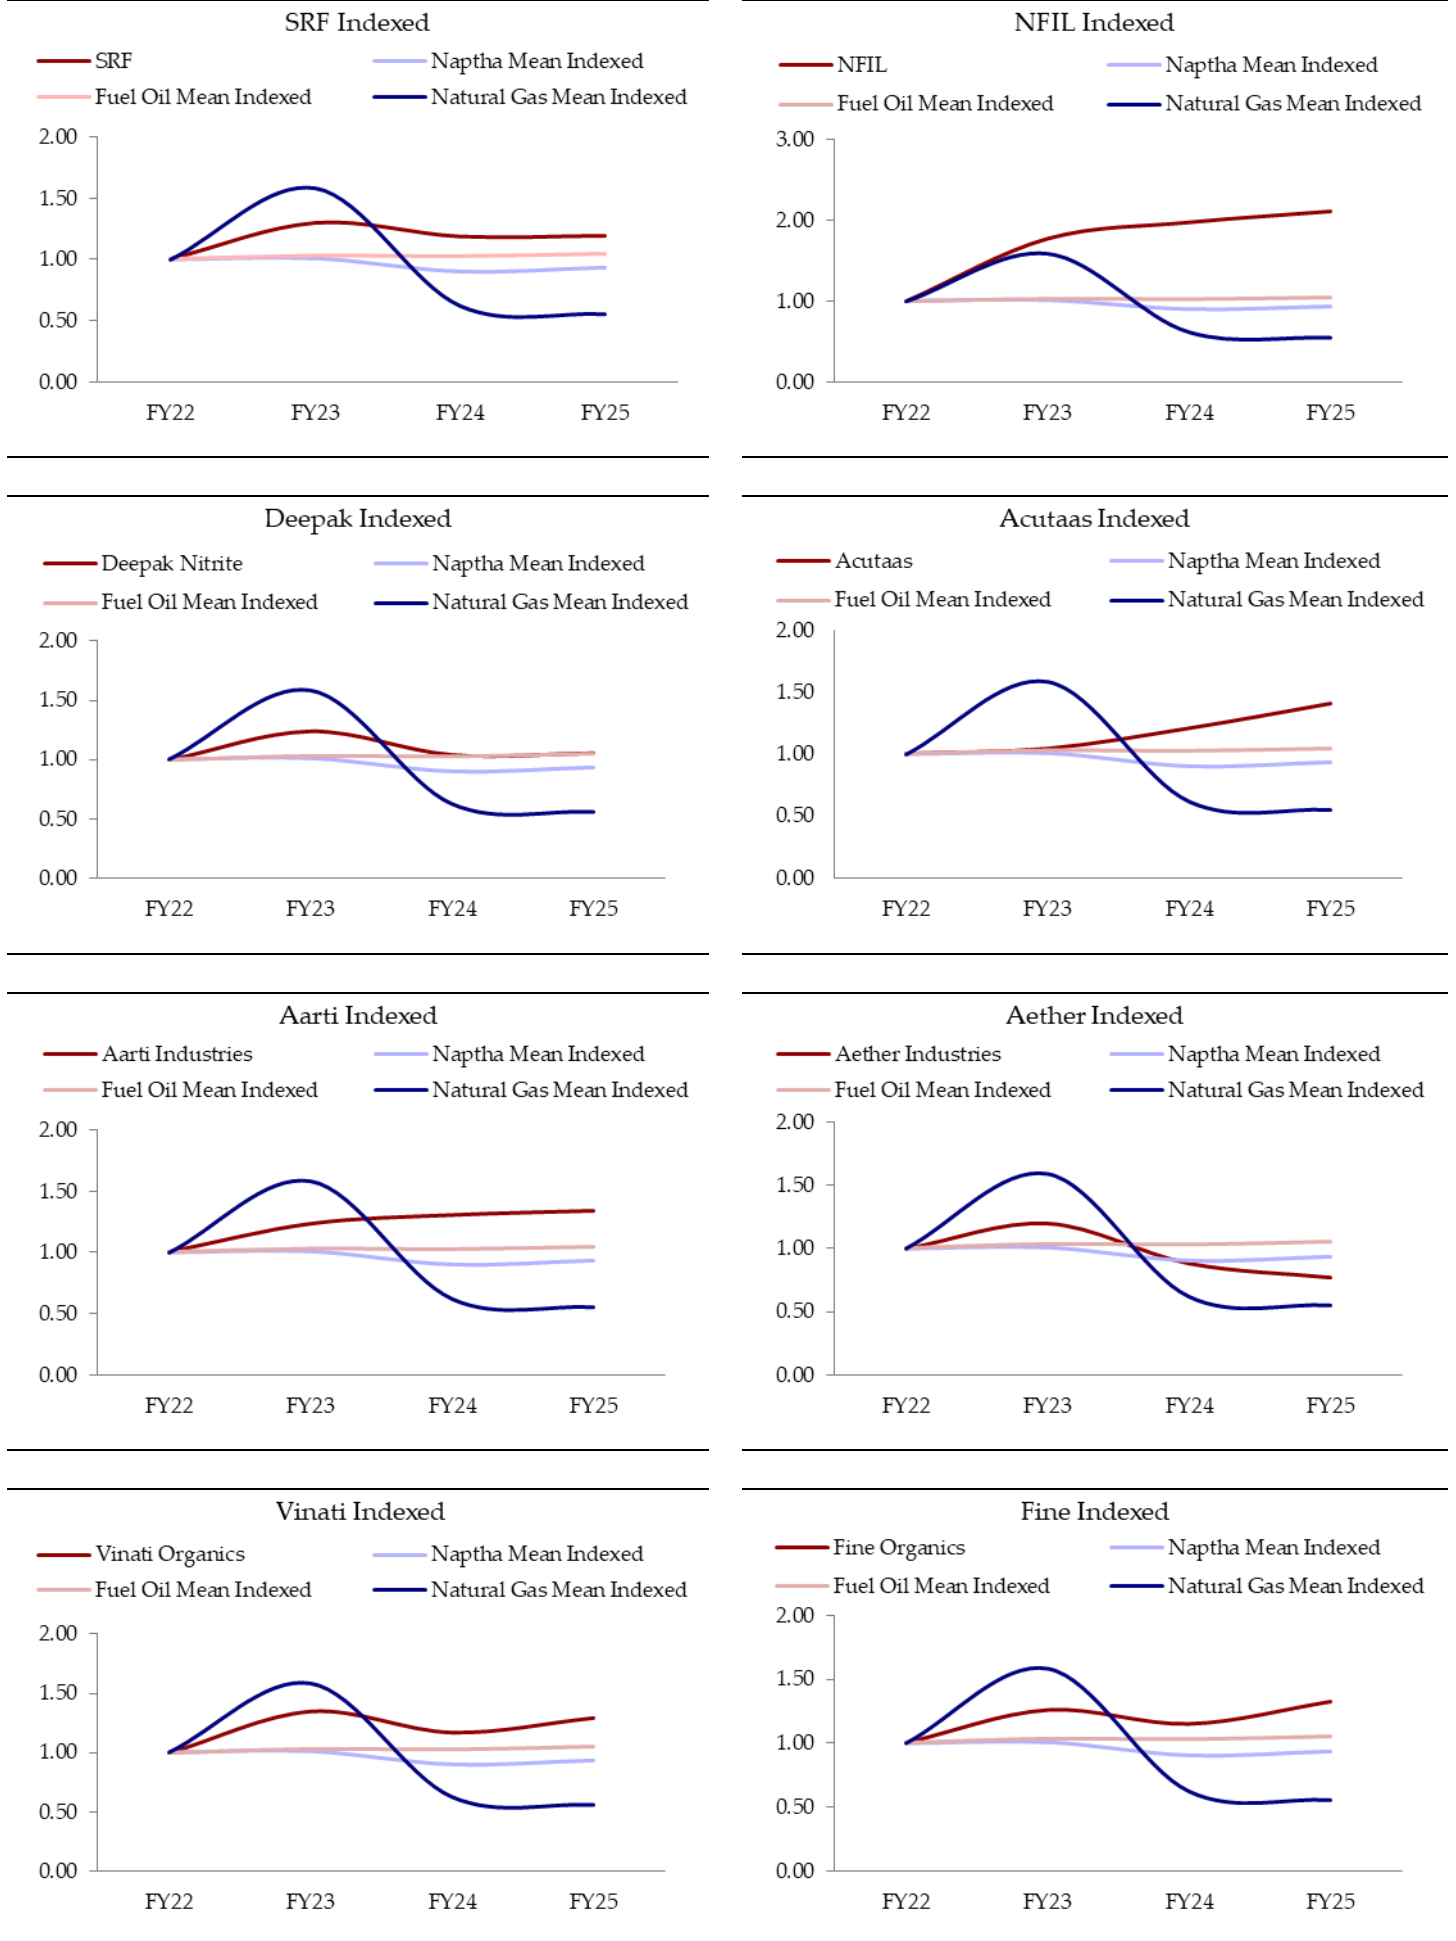 SRF Indexed
SRF
Naptha Mean Indexed
Fuel Oil Mean Indexed
Natural Gas Mean Indexed
2.00
1.50
1.00
0.50
0.00
FY22 FY23 FY24 FY25
NFIL Indexed
NFIL
Naptha Mean Indexed
Fuel Oil Mean Indexed
Natural Gas Mean Indexed
3.00
2.00
1.00
0.00
FY22 FY23 FY24 FY25
Deepak Indexed
Deepak Nitrite
Naptha Mean Indexed
Fuel Oil Mean Indexed
Natural Gas Mean Indexed
2.00
1.50
1.00
0.50
0.00
FY22 FY23 FY24 FY25
Acutaas Indexed
Acutaas
Naptha Mean Indexed
Fuel Oil Mean Indexed
Natural Gas Mean Indexed
2.00
1.50
1.00
0.50
0.00
FY22 FY23 FY24 FY25
Aarti Indexed
Aarti Industries
Naptha Mean Indexed
Fuel Oil Mean Indexed
Natural Gas Mean Indexed
2.00
1.50
1.00
0.50
0.00
FY22 FY23 FY24 FY25
Aether Indexed
Aether Industries
Naptha Mean Indexed
Fuel Oil Mean Indexed
Natural Gas Mean Indexed
2.00
1.50
1.00
0.50
0.00
FY22 FY23 FY24 FY25
Vinati Indexed
Vinati Organics
Naptha Mean Indexed
Fuel Oil Mean Indexed
Natural Gas Mean Indexed
2.00
1.50
1.00
0.50
0.00
FY22 FY23 FY24 FY25
Fine Indexed
Fine Organics
Naptha Mean Indexed
Fuel Oil Mean Indexed
Natural Gas Mean Indexed
2.00
1.50
1.00
0.50
0.00
FY22 FY23 FY24 FY25